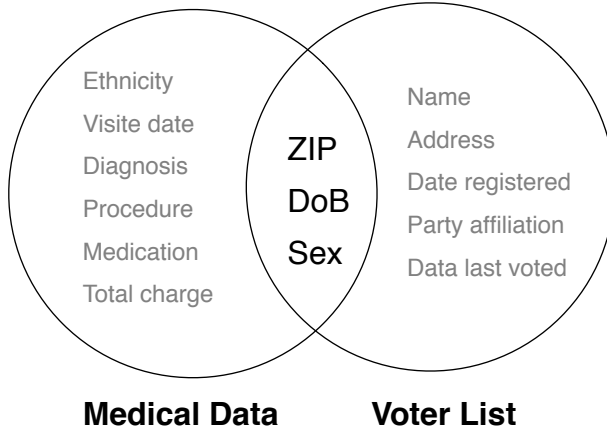 Ethnicity
Visite date
Diagnosis
Procedure
Medication
Total charge
ZIP
DoB
Sex
Name
Address
Date registered
Party affiliation
Data last voted
Medical Data
Voter List